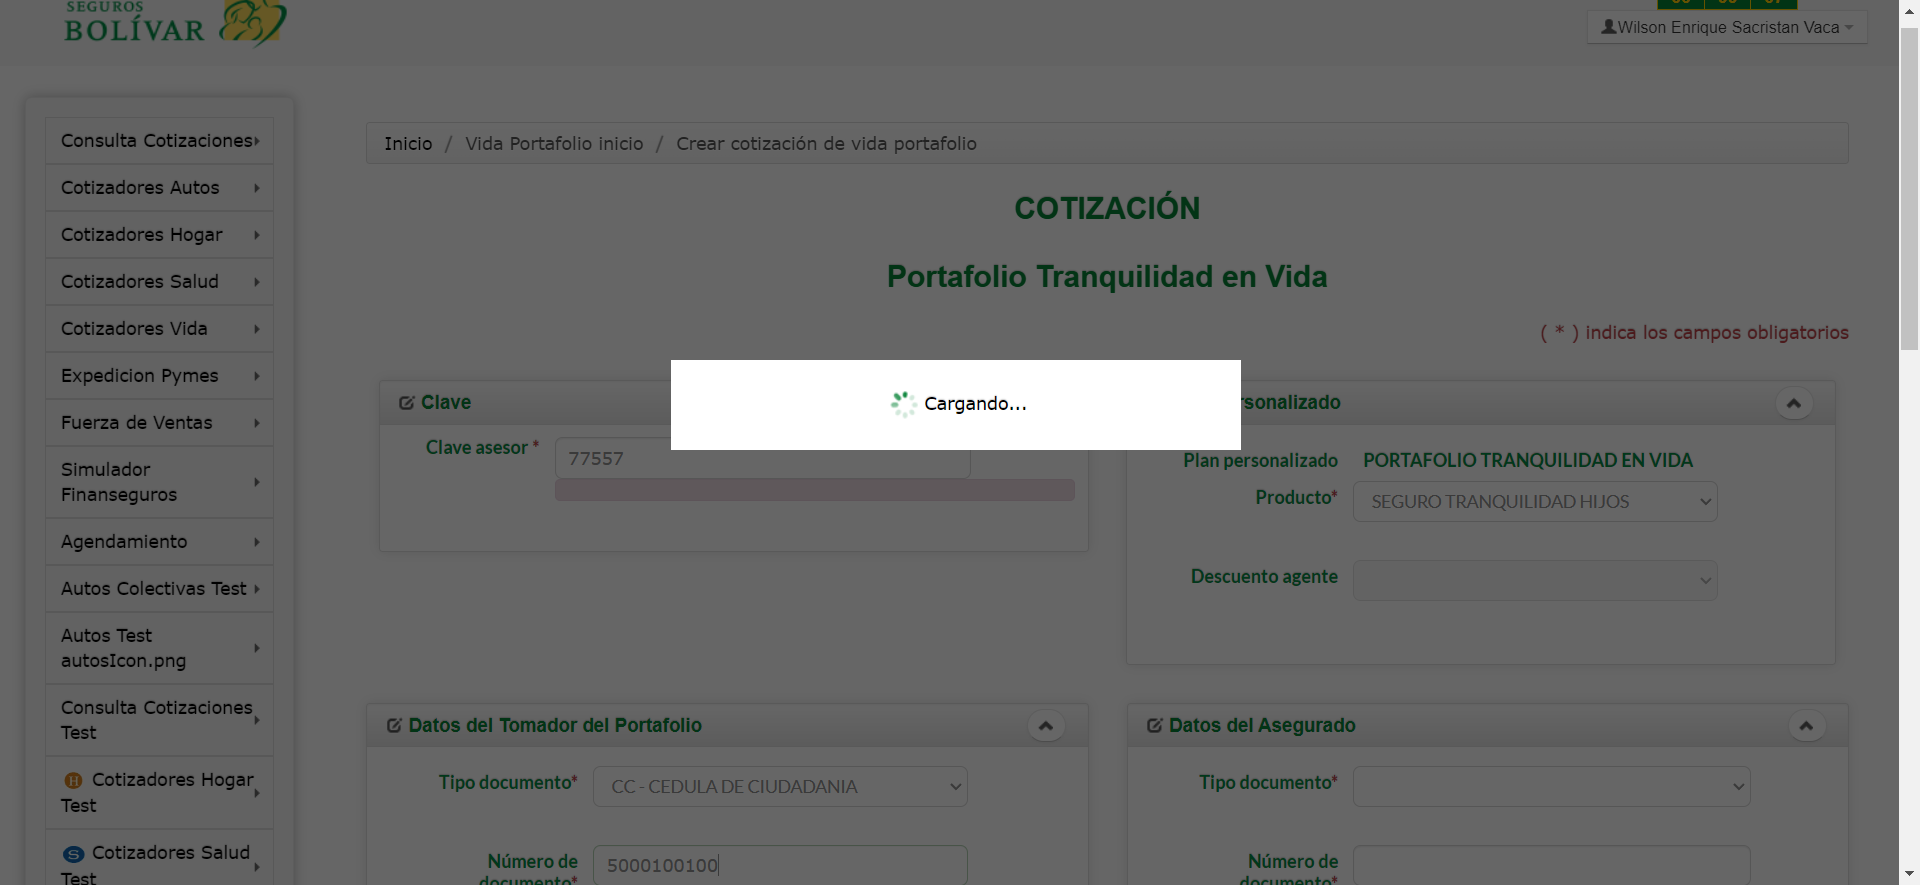 SEGUROS
BOLÍVAR
Wilson Enrique Sacristan Vaca
Consulta Cotizaciones
Cotizadores Autos
Cotizadores Hogar
Cotizadores Salud
Cotizadores Vida
Expedicion Pymes
Fuerza de Ventas
Simulador
Finanseguros
Agendamiento
Autos Colectivas Test
Autos Test
autosIcon.png
Consulta Cotizaciones
Test
H Cotizadores Hogar
Test
S Cotizadores Salud
Test
Inicio / Vida Portafolio inicio / Crear cotización de vida portafolio
COTIZACIÓN
Portafolio Tranquilidad en Vida
( * ) indica los campos obligatorios
Cargando...
Clave
Clave asesor * 77557
Plan personalizado PORTAFOLIO TRANQUILIDAD EN VIDA
Producto* SEGURO TRANQUILIDAD HIJOS
Descuento agente
Datos del Tomador del Portafolio
Tipo documento* CC - CEDULA DE CIUDADANIA
Número de 5000100100
documento*
Datos del Asegurado
Tipo documento*
Número de
documento*